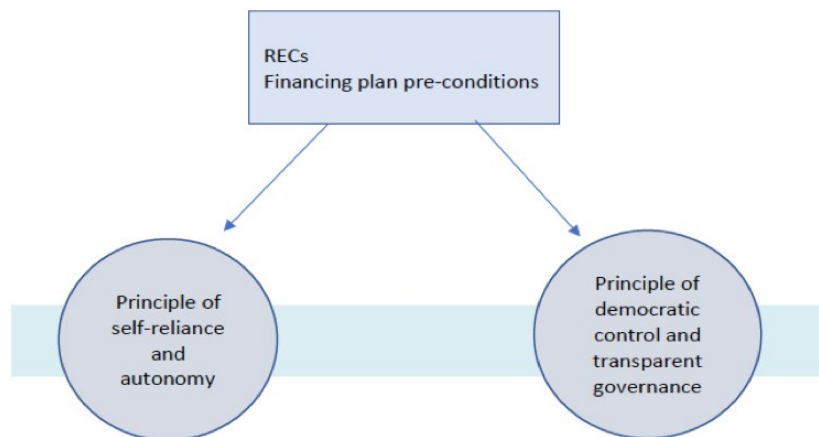 RECs
Financing plan pre-conditions
Principle of
self-reliance
and
autonomy
Principle of
democratic
control and
transparent
governance